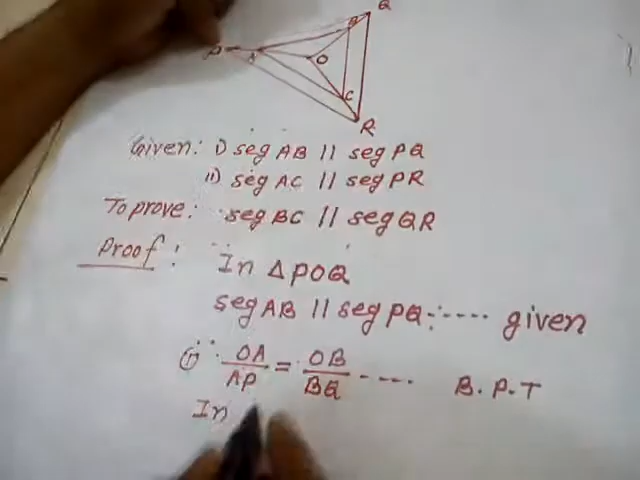 Q
B
P A O
C
R
Given: i) seg AB || seg PQ
ii) seg AC || seg PR
To prove: seg BC || seg QR
Proof: In △POQ
seg AB || seg PQ ---- given
① ∴ OA/AP = OB/BQ ---- B.P.T
In